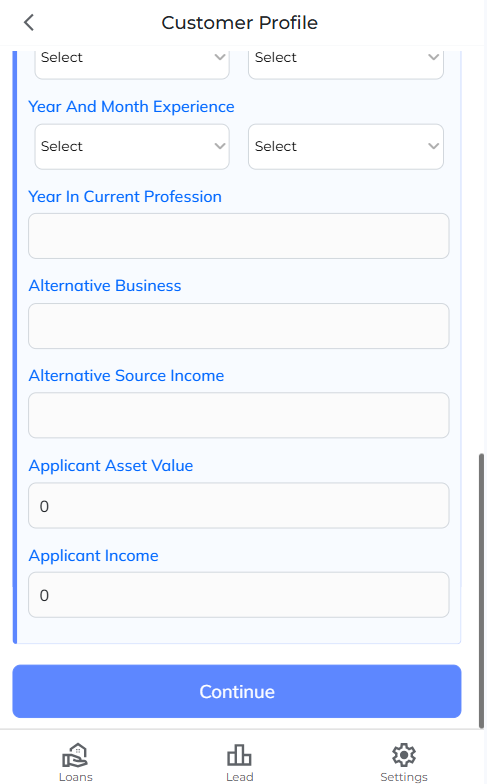 Customer Profile
Select Select
Year And Month Experience
Select Select
Year In Current Profession
Alternative Business
Alternative Source Income
Applicant Asset Value
0
Applicant Income
0
Continue
Loans Lead Settings